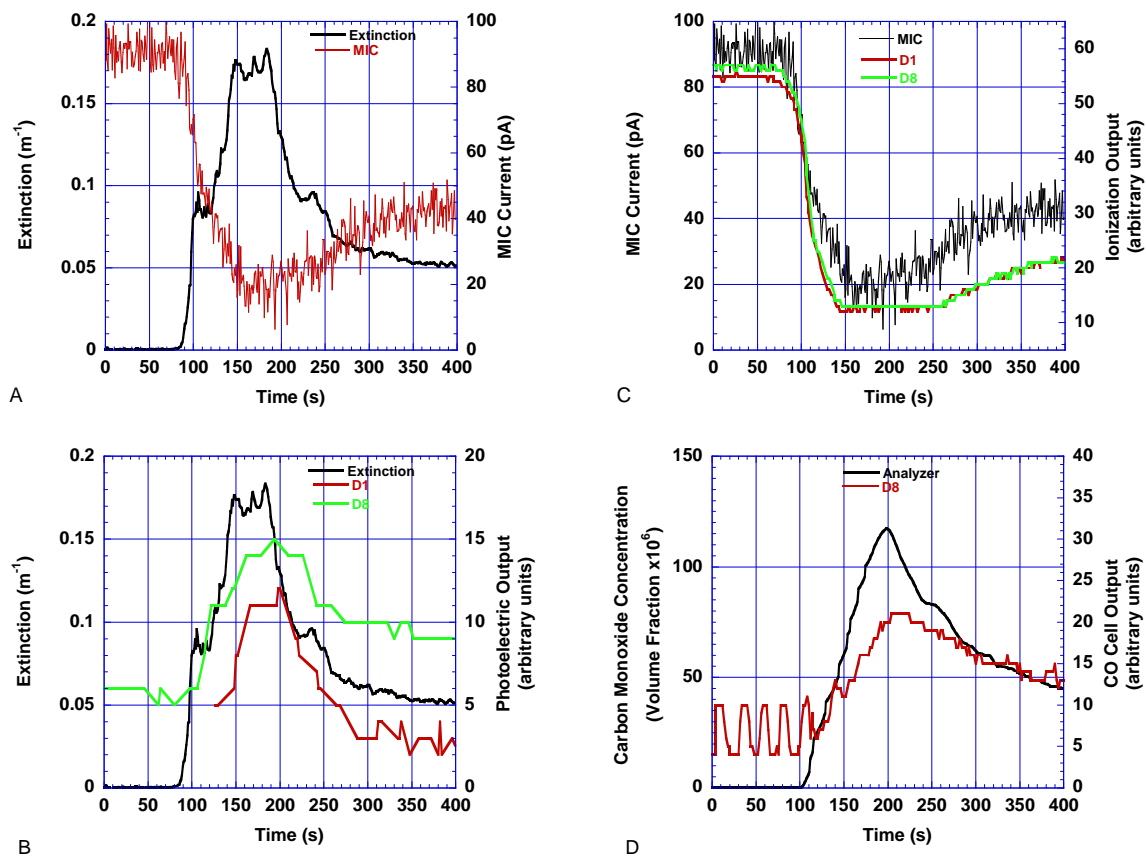 0.2
0.15
0.1
0.05
0
Extinction (m-1)
Extinction
MIC
100
80
60
40
20
0
MIC Current (pA)
0 50 100 150 200 250 300 350 400
Time (s)
A
100
80
60
40
20
0
MIC Current (pA)
MIC
D1
D8
60
50
40
30
20
10
Ionization Output
(arbitrary units)
0 50 100 150 200 250 300 350 400
Time (s)
C
0.2
0.15
0.1
0.05
0
Extinction (m-1)
Extinction
D1
D8
20
15
10
5
0
Photoelectric Output
(arbitrary units)
0 50 100 150 200 250 300 350 400
Time (s)
B
150
100
50
0
Carbon Monoxide Concentration
(Volume Fraction x10^6)
Analyzer
D8
40
35
30
25
20
15
10
5
0
CO Cell Output
(arbitrary units)
0 50 100 150 200 250 300 350 400
Time (s)
D